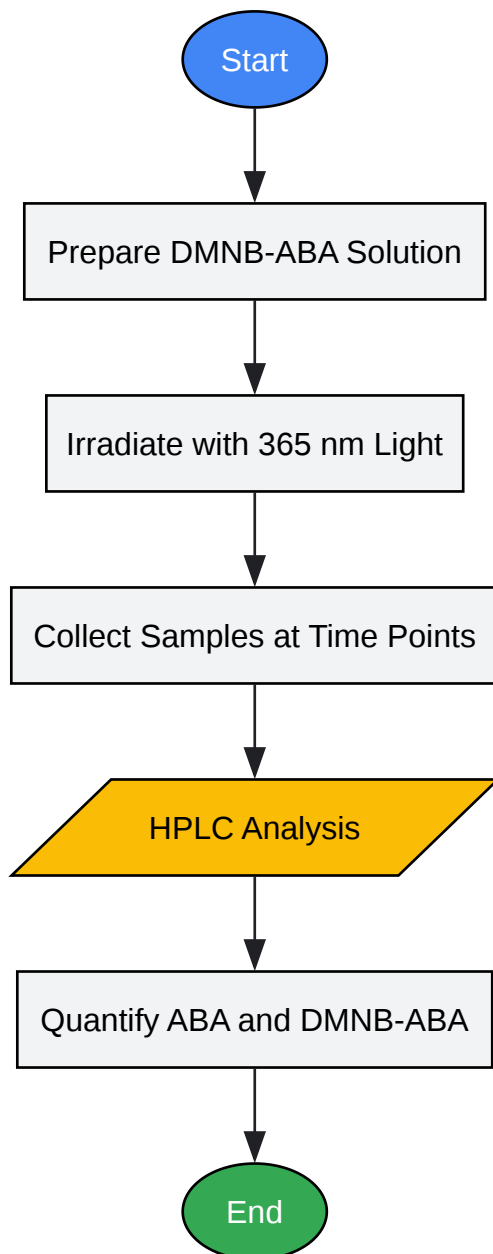 Start
Prepare DMNB-ABA Solution
Irradiate with 365 nm Light
Collect Samples at Time Points
HPLC Analysis
Quantify ABA and DMNB-ABA
End